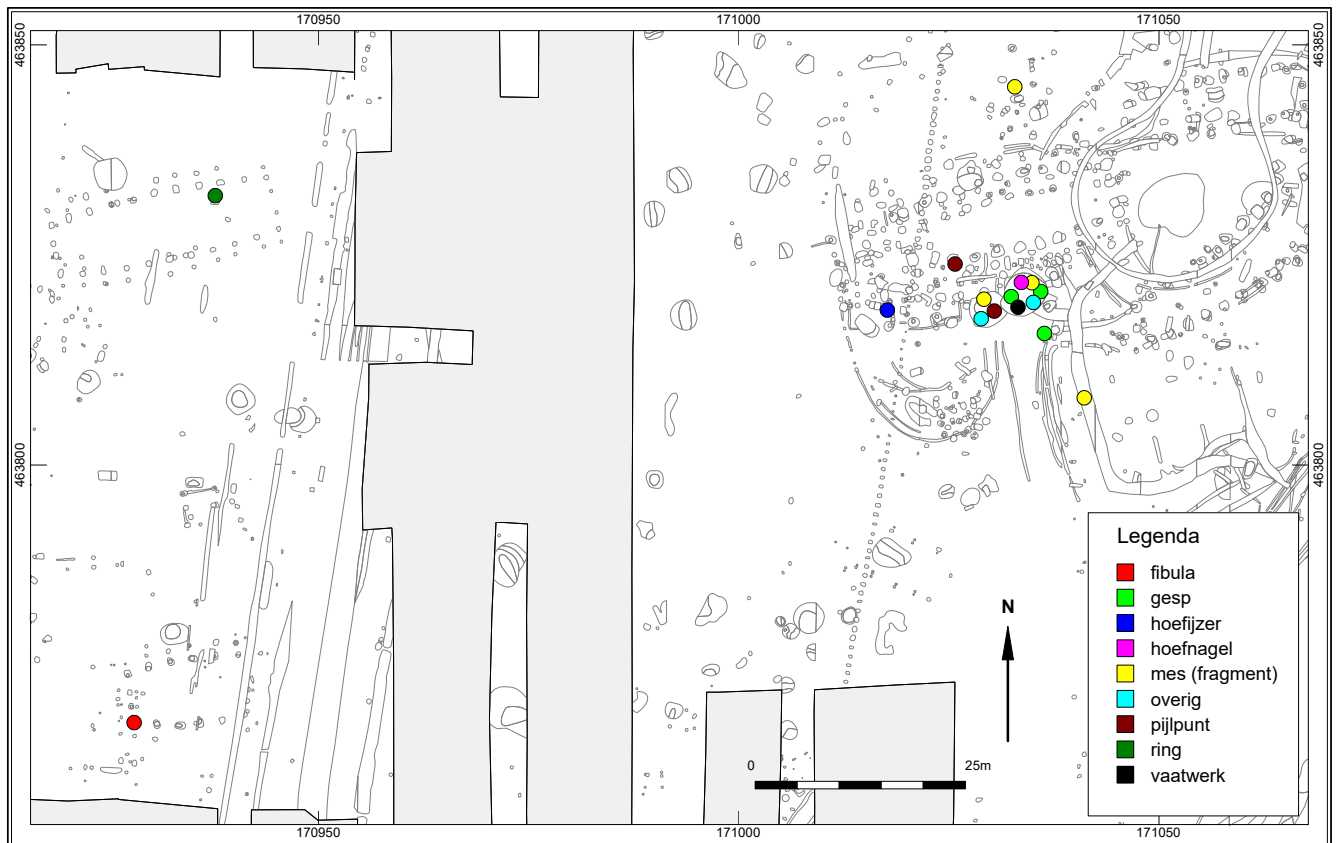 170950
171000
171050
463850
463850
463800
463800
Legenda
fibula
gesp
hoefijzer
hoefnagel
mes (fragment)
overig
pijlpunt
ring
vaatwerk
N
0
25m
170950
171000
171050